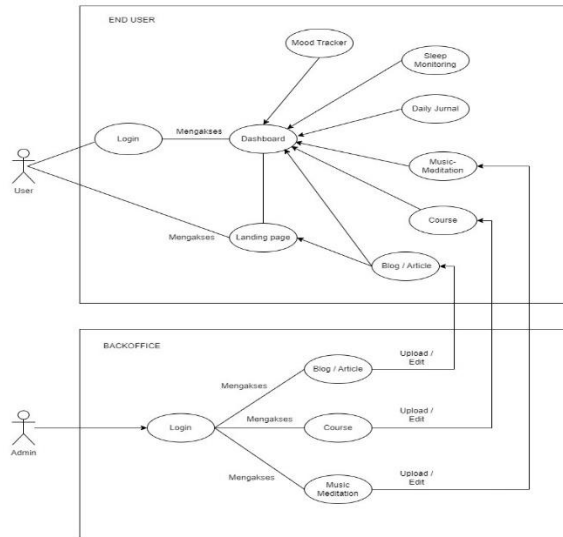 END USER
Mood Tracker
Sleep
Monitoring
Daily Jurnal
Login
Mengakses
Dashboard
Music-
Meditation
User
Course
Mengakses
Landing page
Blog / Article
BACKOFFICE
Upload /
Edit
Blog / Article
Mengakses
Upload /
Edit
Admin
Login
Mengakses
Course
Upload /
Edit
Mengakses
Music
Meditation